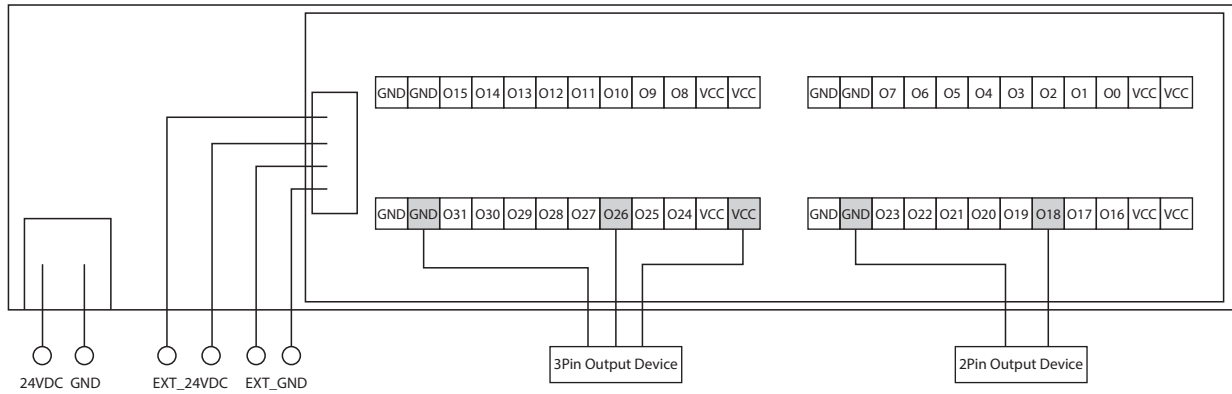 GND GND O15 O14 O13 O12 O11 O10 O9 O8 VCC VCC
GND GND O7 O6 O5 O4 O3 O2 O1 O0 VCC VCC
GND GND O31 O30 O29 O28 O27 O26 O25 O24 VCC VCC
GND GND O23 O22 O21 O20 O19 O18 O17 O16 VCC VCC
3Pin Output Device
2Pin Output Device
24VDC GND
EXT_24VDC
EXT_GND